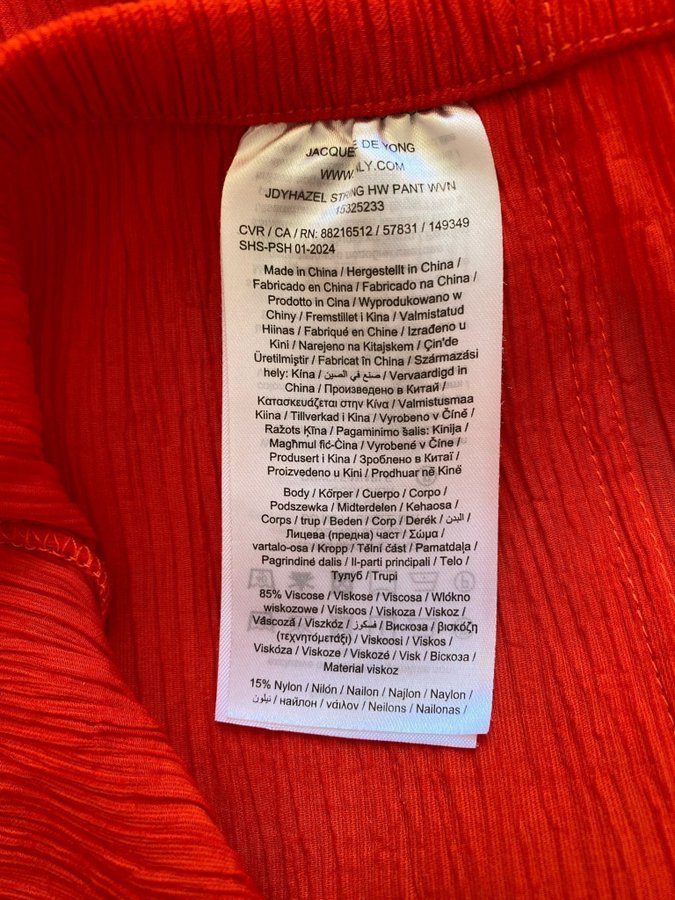 JACQUE DE YONG
WWW. ILY.COM
JDYHAZEL STRING HW PANT WVN
15325233
CVR / CA / RN: 88216512 / 57831 / 149349
SHS-PSH 01-2024
Made in China / Hergestellt in China /
Fabricado en China / Fabricado na China /
Prodotto in Cina / Wyprodukowano w
Chiny / Fremstillet i Kina / Valmistatud
Hiinas / Fabriqué en Chine / Izrađeno u
Kini / Narejeno na Kitajskem / Çin'de
Üretilmiştir / Fabricat în China / Származási
hely: Kína / صنع في الصين / Vervaardigd in
China / Произведено в Китай /
Κατασκευάζεται στην Κίνα / Valmistusmaa
Kiina / Tillverkad i Kina / Vyrobeno v Číně /
Ražots Ķīna / Pagaminimo šalis: Kinija /
Magħmul fiċ-Ċina / Vyrobené v Číne /
Produsert i Kina / Зроблено в Китаї /
Proizvedeno u Kini / Prodhuar në Kinë
Body / Körper / Cuerpo / Corpo /
Podszewka / Midterdelen / Kehaosa /
Corps / trup / Beden / Corp / Derék / البدن /
Лицева (предна) част / Σώμα /
vartalo-osa / Kropp / Tělní část / Pamatdaļa /
Pagrindinė dalis / Il-parti prinċipali / Telo /
Тулуб / Trupi
85% Viscose / Viskose / Viscosa / Włókno
wiskozowe / Viskoos / Viskoza / Viskoz /
Vâscoză / Viszkóz / فسكوز / Вискоза / βισκόζη
(τεχνητόμετάξι) / Viskoosi / Viskos /
Viskóza / Viskoze / Viskozė / Visk / Віскоза /
Material viskoz
15% Nylon / Nilón / Nailon / Najlon / Naylon /
نيلون / найлон / νάιλον / Neilons / Nailonas /